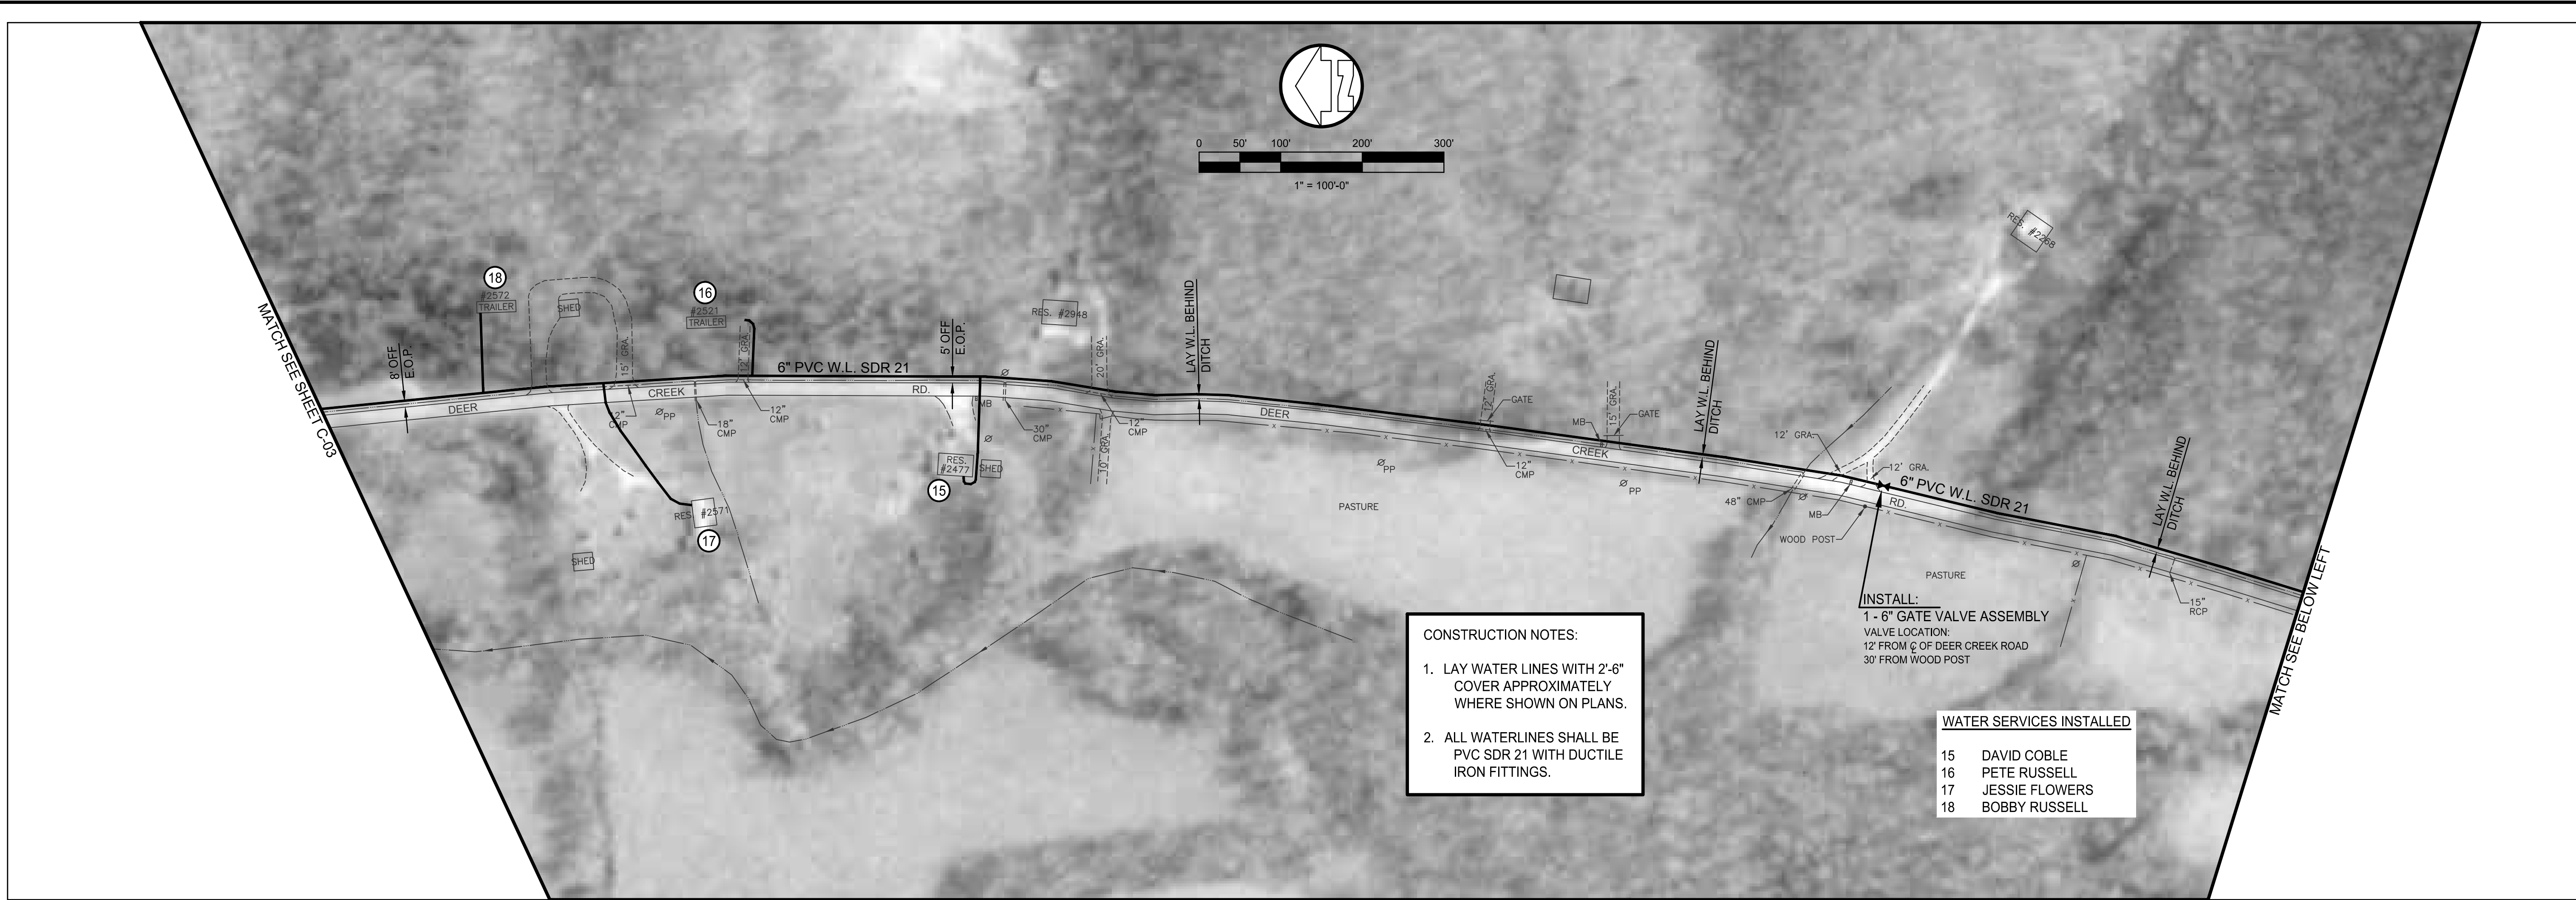 N
0 50' 100' 200' 300'
1" = 100'-0"
MATCH SEE SHEET C-03
8' OFF
E.O.P.
18
#2572
TRAILER
SHED
15' GRA.
16
#2521
TRAILER
12' GRA.
6" PVC W.L. SDR 21
5' OFF
E.O.P.
RES. #2948
20' GRA.
LAY W.L. BEHIND
DITCH
DEER
CREEK
RD.
12"
CMP
PP
18"
CMP
12"
CMP
MB
30"
CMP
12"
CMP
10' GRA.
RES.
#2477
SHED
15
RES. #2571
17
SHED
DEER
12' GRA.
GATE
12"
CMP
PP
PASTURE
MB
15' GRA.
GATE
CREEK
PP
LAY W.L. BEHIND
DITCH
RES. #2268
12' GRA.
12' GRA.
48" CMP
MB
WOOD POST
RD.
6" PVC W.L. SDR 21
LAY W.L. BEHIND
DITCH
PASTURE
15"
RCP
MATCH SEE BELOW LEFT
INSTALL:
1 - 6" GATE VALVE ASSEMBLY
VALVE LOCATION:
12' FROM ℄ OF DEER CREEK ROAD
30' FROM WOOD POST
CONSTRUCTION NOTES:
1. LAY WATER LINES WITH 2'-6"
COVER APPROXIMATELY
WHERE SHOWN ON PLANS.
2. ALL WATERLINES SHALL BE
PVC SDR 21 WITH DUCTILE
IRON FITTINGS.
WATER SERVICES INSTALLED
15 DAVID COBLE
16 PETE RUSSELL
17 JESSIE FLOWERS
18 BOBBY RUSSELL